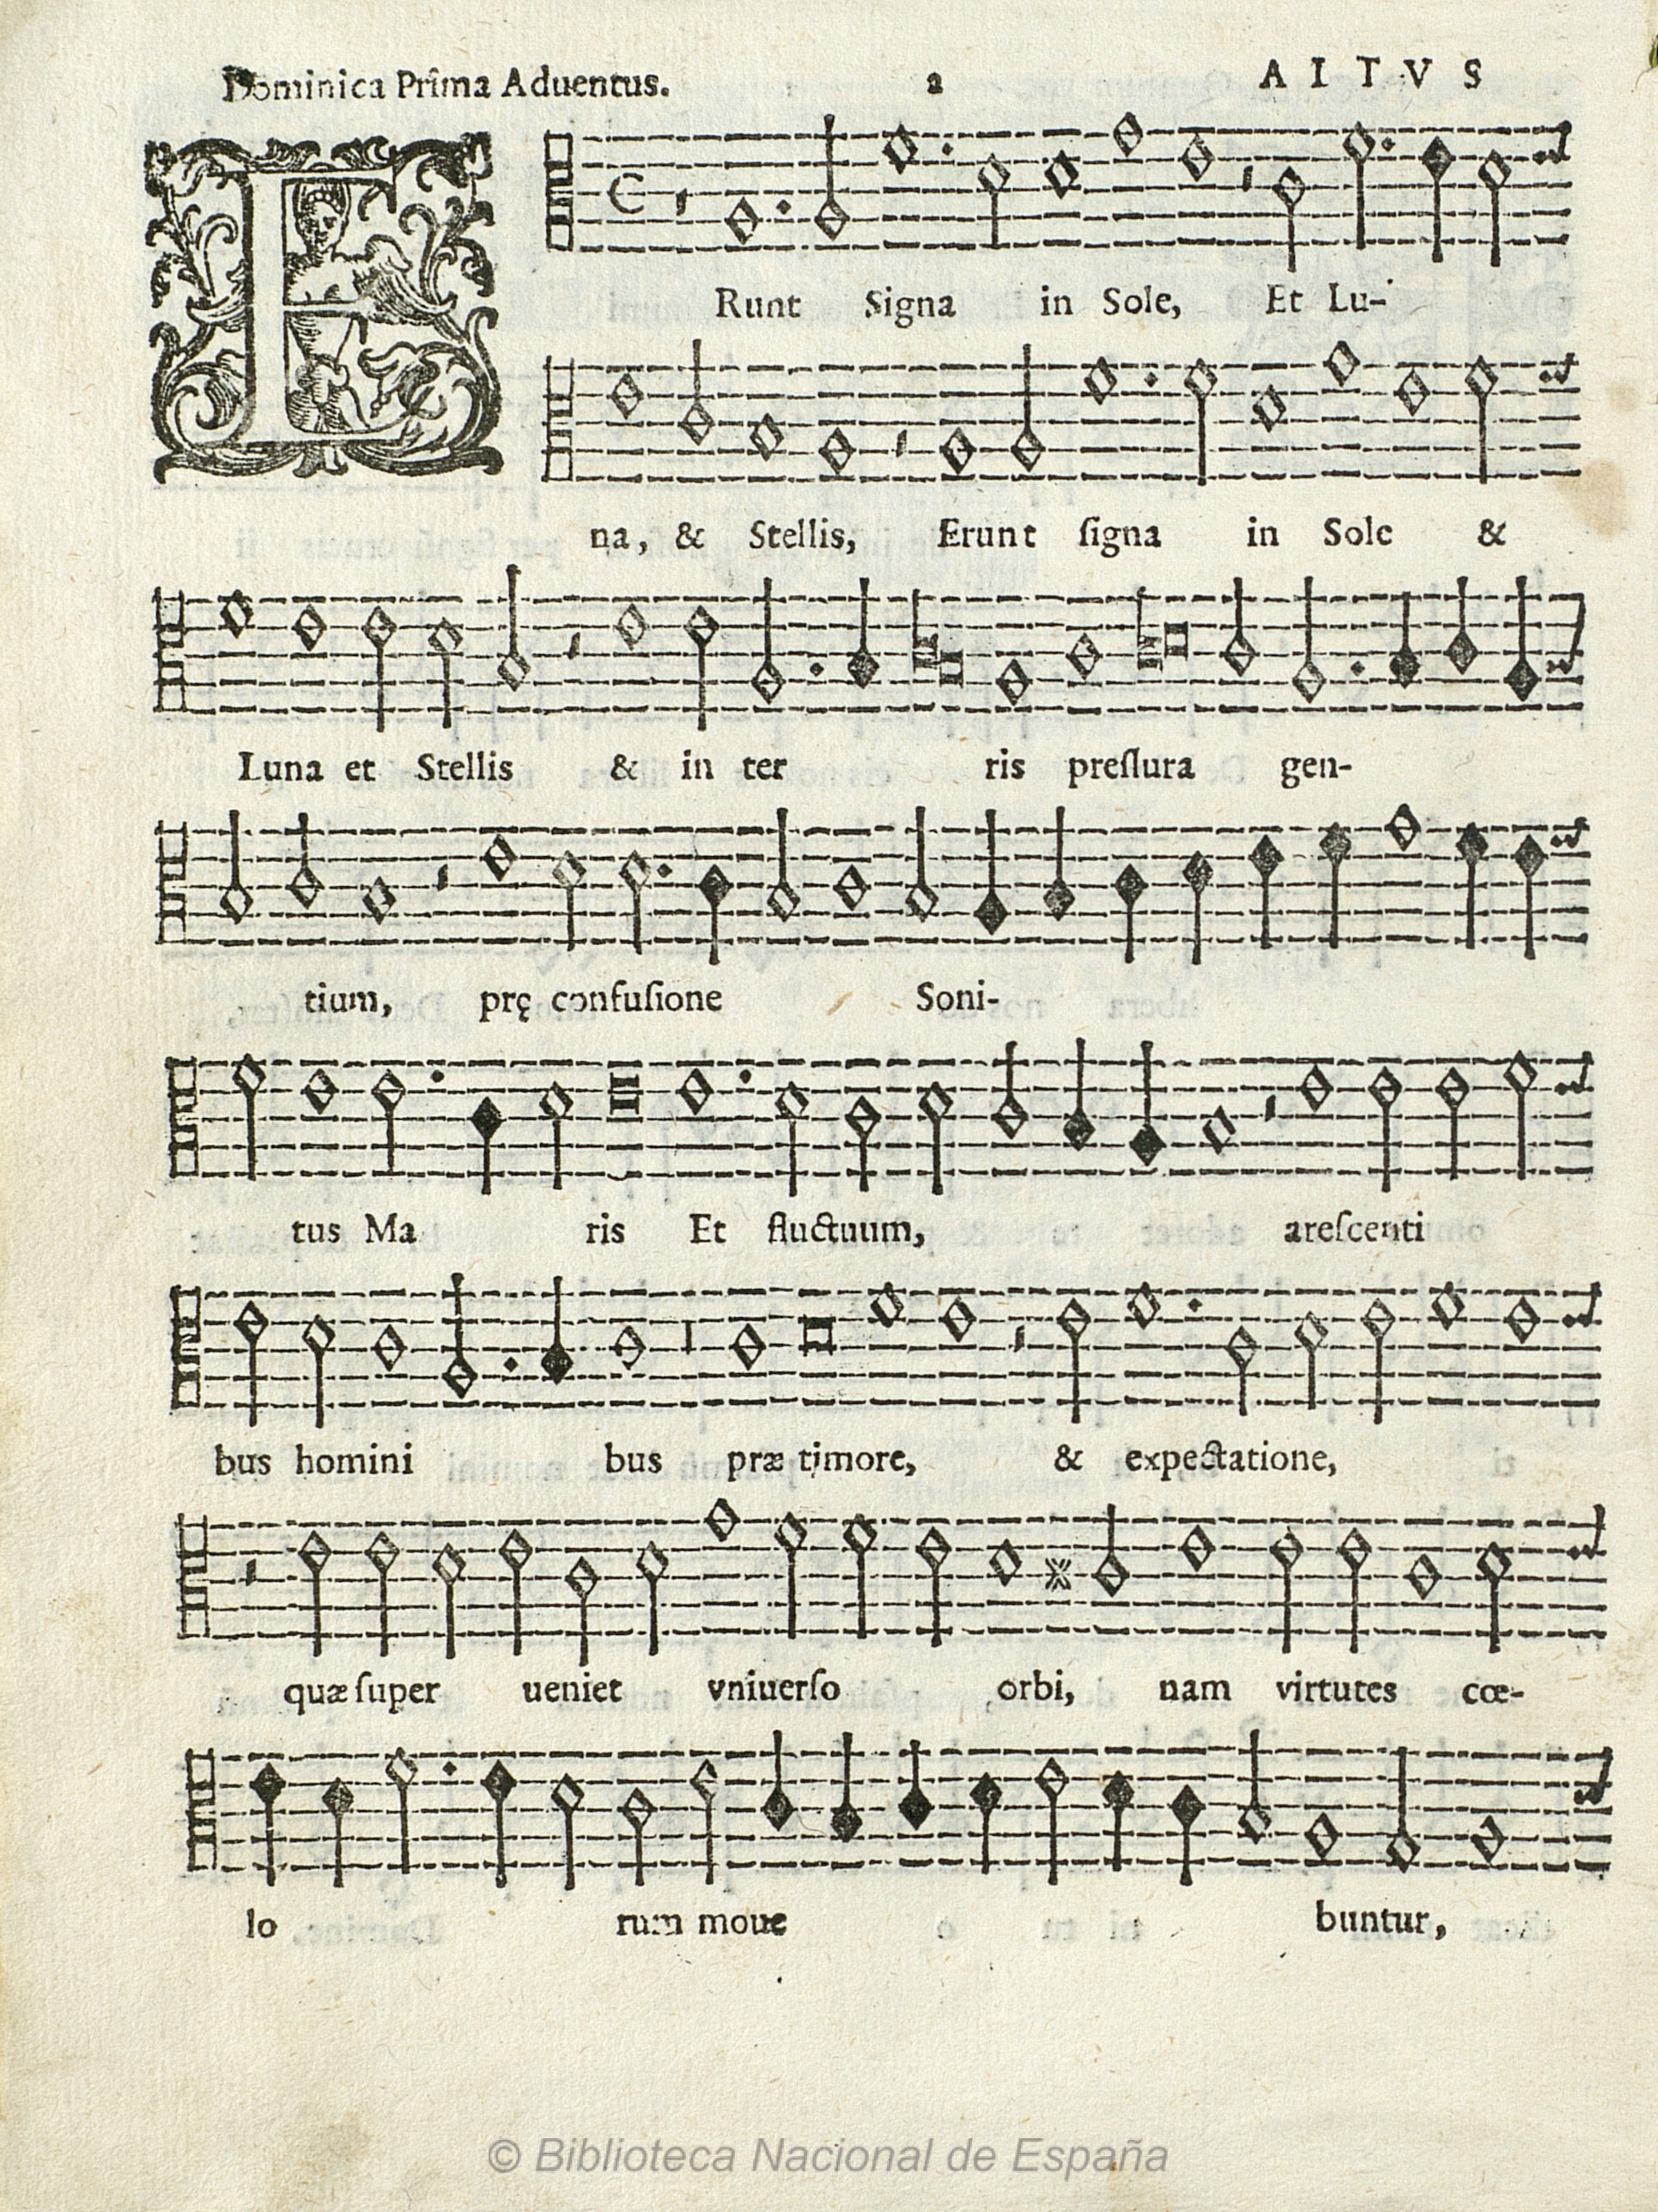 Dominica Prima Aduentus. 2 A I T V S
E
Runt Signa in Sole, Et Lu-
na, & Stellis, Erunt ſigna in Sole &
Luna et Stellis & in ter ris preſſura gen-
tium, prę confuſione Soni-
tus Ma ris Et fluctuum, areſcenti
bus homini bus præ timore, & expectatione,
quæ ſuper ueniet vniuerſo orbi, nam virtutes cœ-
lo rum moue buntur,
© Biblioteca Nacional de España